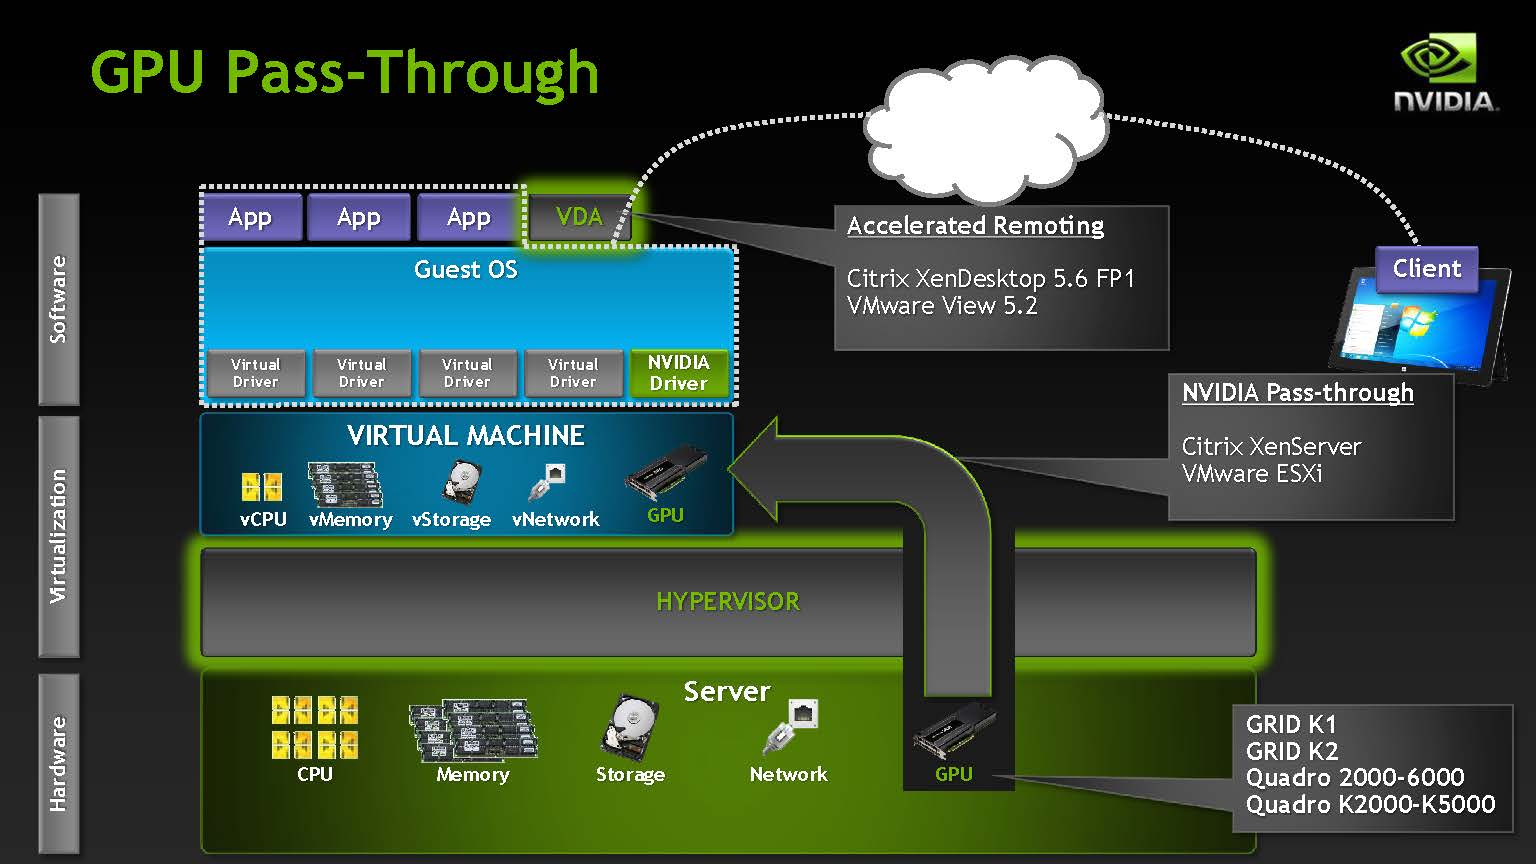 GPU Pass-Through
NVIDIA.
App
App
App
VDA
Accelerated Remoting
Citrix XenDesktop 5.6 FP1
VMware View 5.2
Client
Software
Guest OS
Virtual
Driver
Virtual
Driver
Virtual
Driver
Virtual
Driver
NVIDIA
Driver
NVIDIA Pass-through
Citrix XenServer
VMware ESXi
Virtualization
VIRTUAL MACHINE
vCPU
vMemory
vStorage
vNetwork
GPU
HYPERVISOR
Hardware
Server
CPU
Memory
Storage
Network
GPU
GRID K1
GRID K2
Quadro 2000-6000
Quadro K2000-K5000